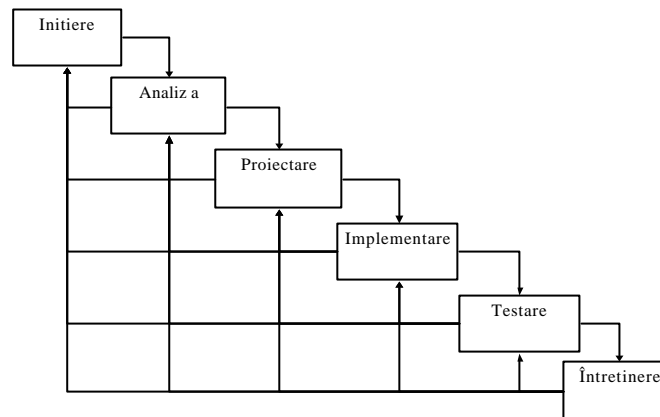 Initiere
Analiz a
Proiectare
Implementare
Testare
Întretinere